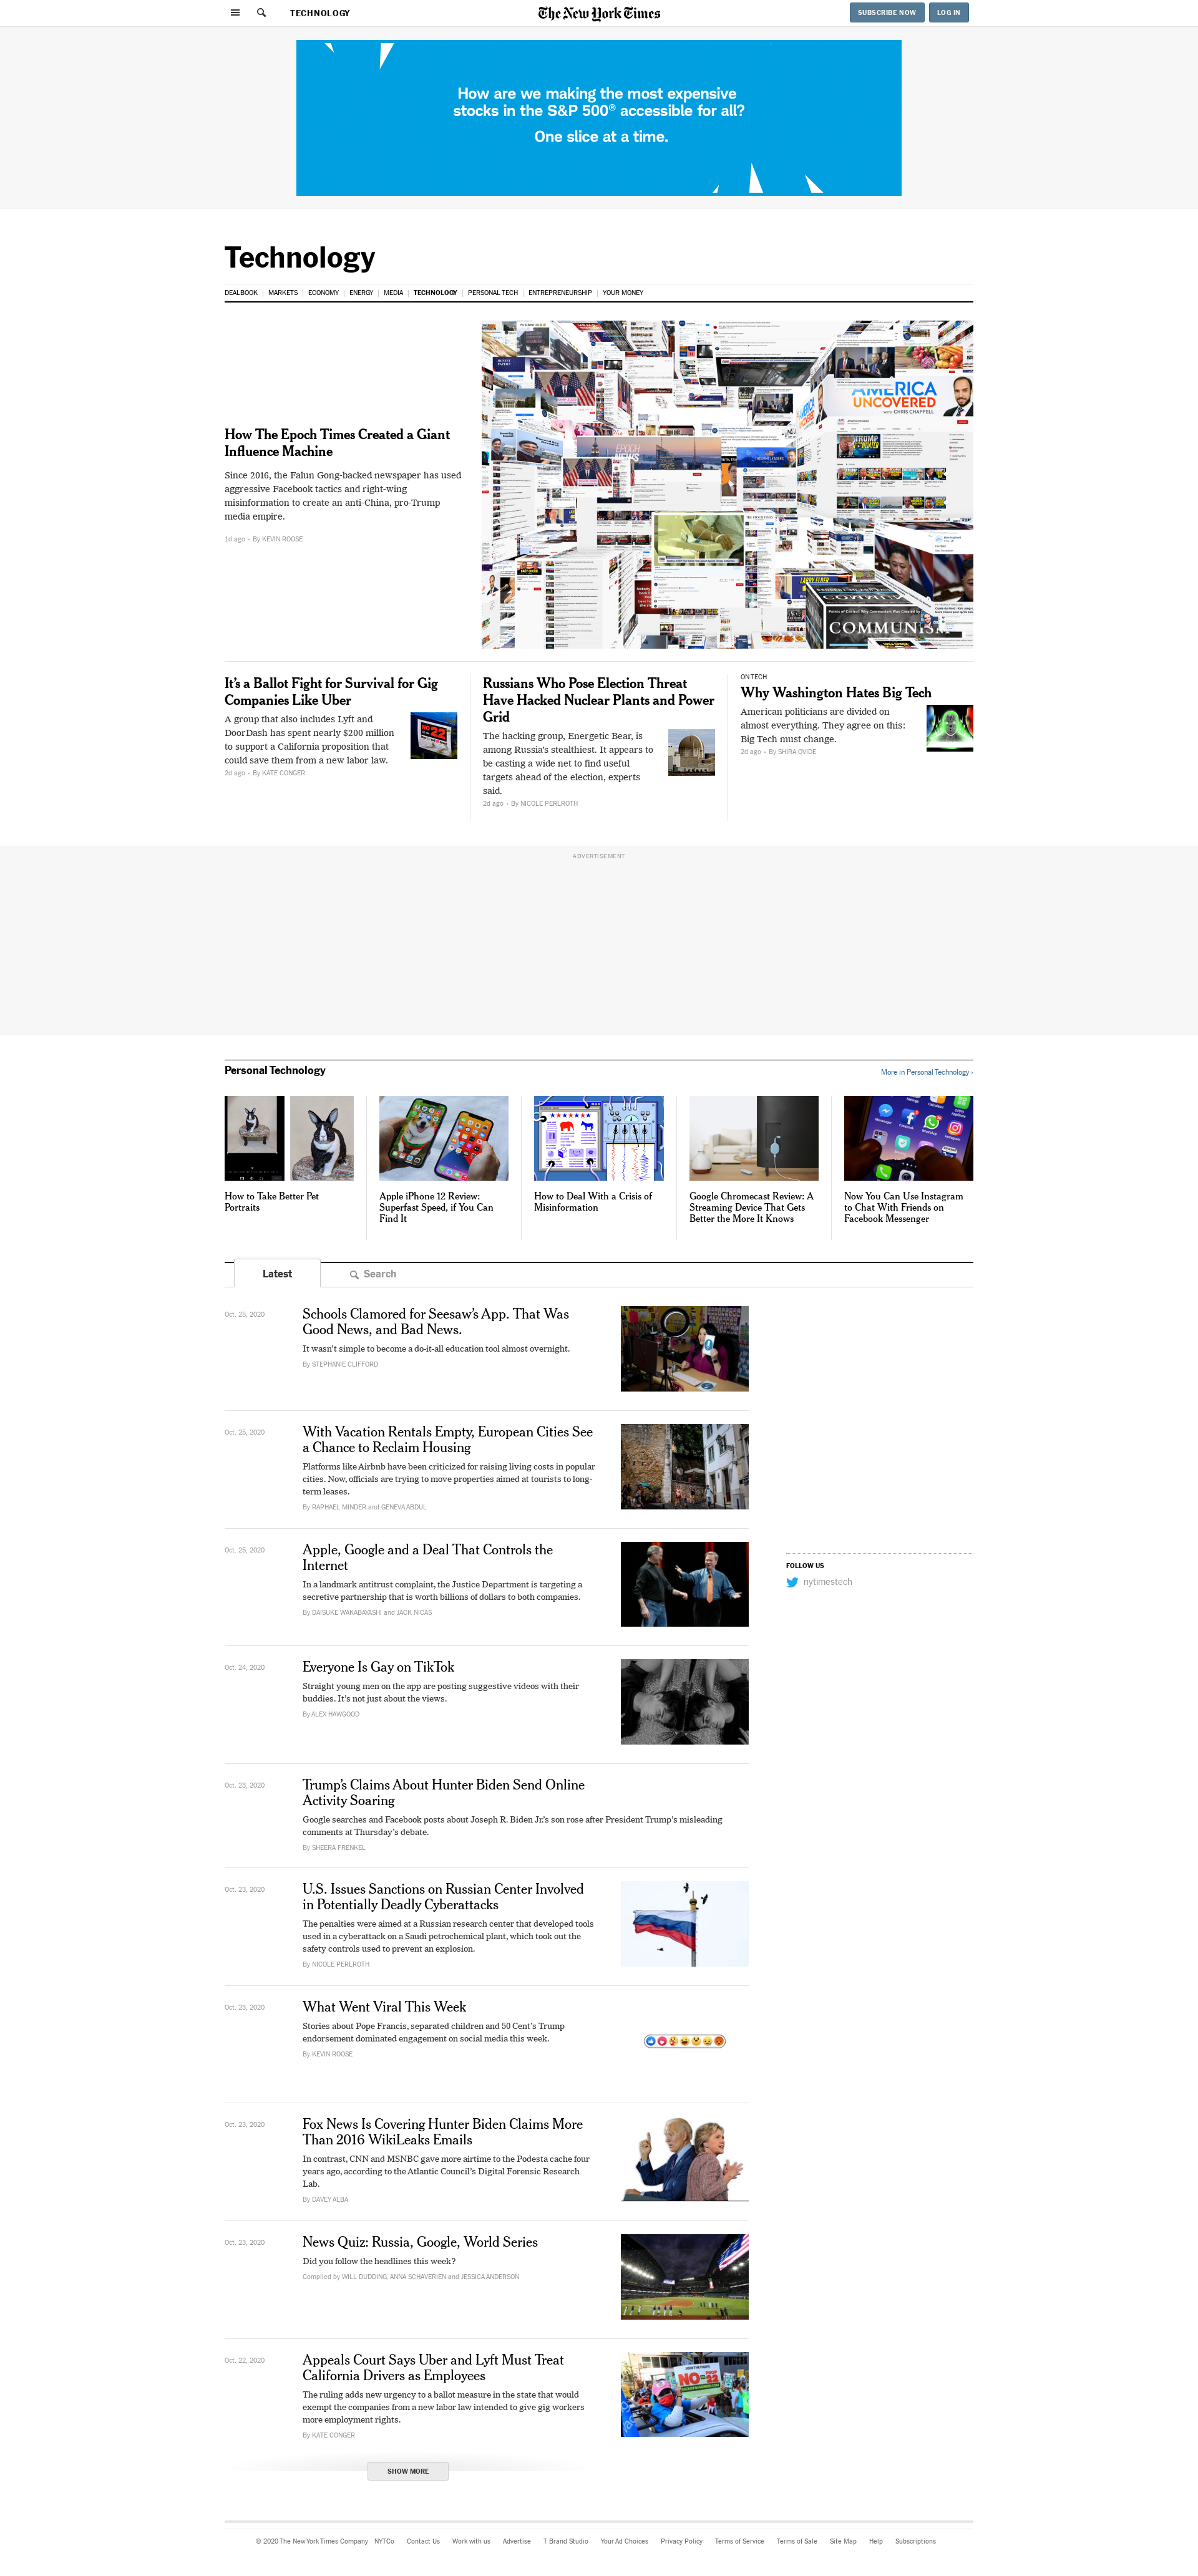 TECHNOLOGY
The New York Times
SUBSCRIBE NOW
LOG IN
How are we making the most expensive
stocks in the S&P 500® accessible for all?
One slice at a time.
Technology
DEALBOOK | MARKETS | ECONOMY | ENERGY | MEDIA | TECHNOLOGY | PERSONAL TECH | ENTREPRENEURSHIP | YOUR MONEY
How The Epoch Times Created a Giant
Influence Machine
Since 2016, the Falun Gong-backed newspaper has used
aggressive Facebook tactics and right-wing
misinformation to create an anti-China, pro-Trump
media empire.
1d ago - By KEVIN ROOSE
AMERICA
UNCOVERED
WITH CHRIS CHAPPELL
EPOCH
NEWS
LARRY ELDER
COMMUNISM
It’s a Ballot Fight for Survival for Gig
Companies Like Uber
A group that also includes Lyft and
DoorDash has spent nearly $200 million
to support a California proposition that
could save them from a new labor law.
2d ago - By KATE CONGER
NO
22
Russians Who Pose Election Threat
Have Hacked Nuclear Plants and Power
Grid
The hacking group, Energetic Bear, is
among Russia’s stealthiest. It appears to
be casting a wide net to find useful
targets ahead of the election, experts
said.
2d ago - By NICOLE PERLROTH
ON TECH
Why Washington Hates Big Tech
American politicians are divided on
almost everything. They agree on this:
Big Tech must change.
2d ago - By SHIRA OVIDE
ADVERTISEMENT
Personal Technology
More in Personal Technology ›
How to Take Better Pet
Portraits
Apple iPhone 12 Review:
Superfast Speed, if You Can
Find It
How to Deal With a Crisis of
Misinformation
Google Chromecast Review: A
Streaming Device That Gets
Better the More It Knows
Now You Can Use Instagram
to Chat With Friends on
Facebook Messenger
Latest
Search
Oct. 25, 2020
Schools Clamored for Seesaw’s App. That Was
Good News, and Bad News.
It wasn’t simple to become a do-it-all education tool almost overnight.
By STEPHANIE CLIFFORD
Oct. 25, 2020
With Vacation Rentals Empty, European Cities See
a Chance to Reclaim Housing
Platforms like Airbnb have been criticized for raising living costs in popular
cities. Now, officials are trying to move properties aimed at tourists to long-
term leases.
By RAPHAEL MINDER and GENEVA ABDUL
Oct. 25, 2020
Apple, Google and a Deal That Controls the
Internet
In a landmark antitrust complaint, the Justice Department is targeting a
secretive partnership that is worth billions of dollars to both companies.
By DAISUKE WAKABAYASHI and JACK NICAS
FOLLOW US
nytimestech
Oct. 24, 2020
Everyone Is Gay on TikTok
Straight young men on the app are posting suggestive videos with their
buddies. It’s not just about the views.
By ALEX HAWGOOD
Oct. 23, 2020
Trump’s Claims About Hunter Biden Send Online
Activity Soaring
Google searches and Facebook posts about Joseph R. Biden Jr.’s son rose after President Trump’s misleading
comments at Thursday’s debate.
By SHEERA FRENKEL
Oct. 23, 2020
U.S. Issues Sanctions on Russian Center Involved
in Potentially Deadly Cyberattacks
The penalties were aimed at a Russian research center that developed tools
used in a cyberattack on a Saudi petrochemical plant, which took out the
safety controls used to prevent an explosion.
By NICOLE PERLROTH
Oct. 23, 2020
What Went Viral This Week
Stories about Pope Francis, separated children and 50 Cent’s Trump
endorsement dominated engagement on social media this week.
By KEVIN ROOSE
Oct. 23, 2020
Fox News Is Covering Hunter Biden Claims More
Than 2016 WikiLeaks Emails
In contrast, CNN and MSNBC gave more airtime to the Podesta cache four
years ago, according to the Atlantic Council’s Digital Forensic Research
Lab.
By DAVEY ALBA
Oct. 23, 2020
News Quiz: Russia, Google, World Series
Did you follow the headlines this week?
Compiled by WILL DUDDING, ANNA SCHAVERIEN and JESSICA ANDERSON
Oct. 22, 2020
Appeals Court Says Uber and Lyft Must Treat
California Drivers as Employees
The ruling adds new urgency to a ballot measure in the state that would
exempt the companies from a new labor law intended to give gig workers
more employment rights.
By KATE CONGER
SHOW MORE
© 2020 The New York Times Company NYTCo Contact Us Work with us Advertise T Brand Studio Your Ad Choices Privacy Policy Terms of Service Terms of Sale Site Map Help Subscriptions